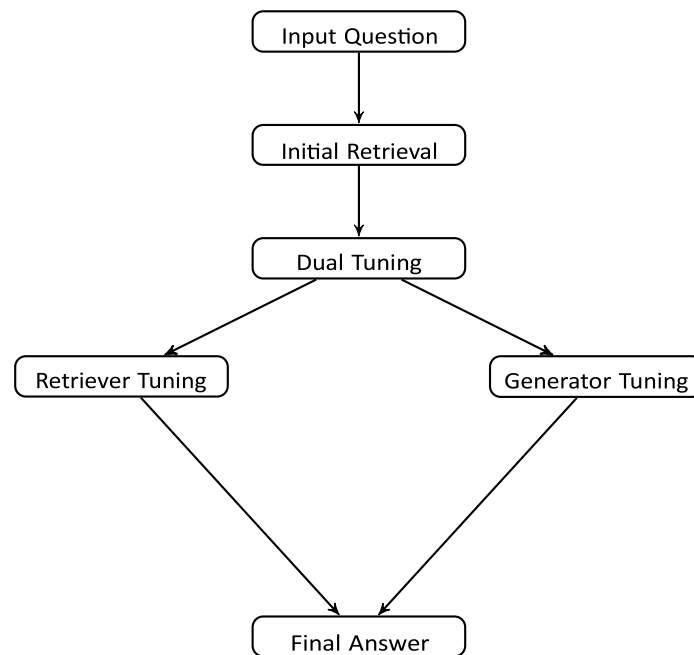 Input Question
Initial Retrieval
Dual Tuning
Retriever Tuning
Generator Tuning
Final Answer